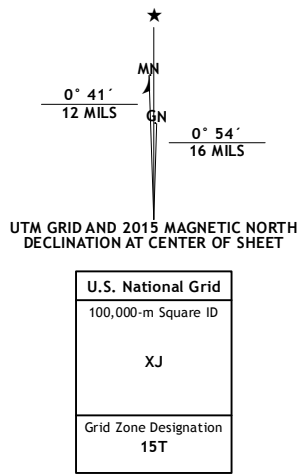 MN
0° 41´
12 MILS
GN
0° 54´
16 MILS
UTM GRID AND 2015 MAGNETIC NORTH
DECLINATION AT CENTER OF SHEET
U.S. National Grid
100,000-m Square ID
XJ
Grid Zone Designation
15T